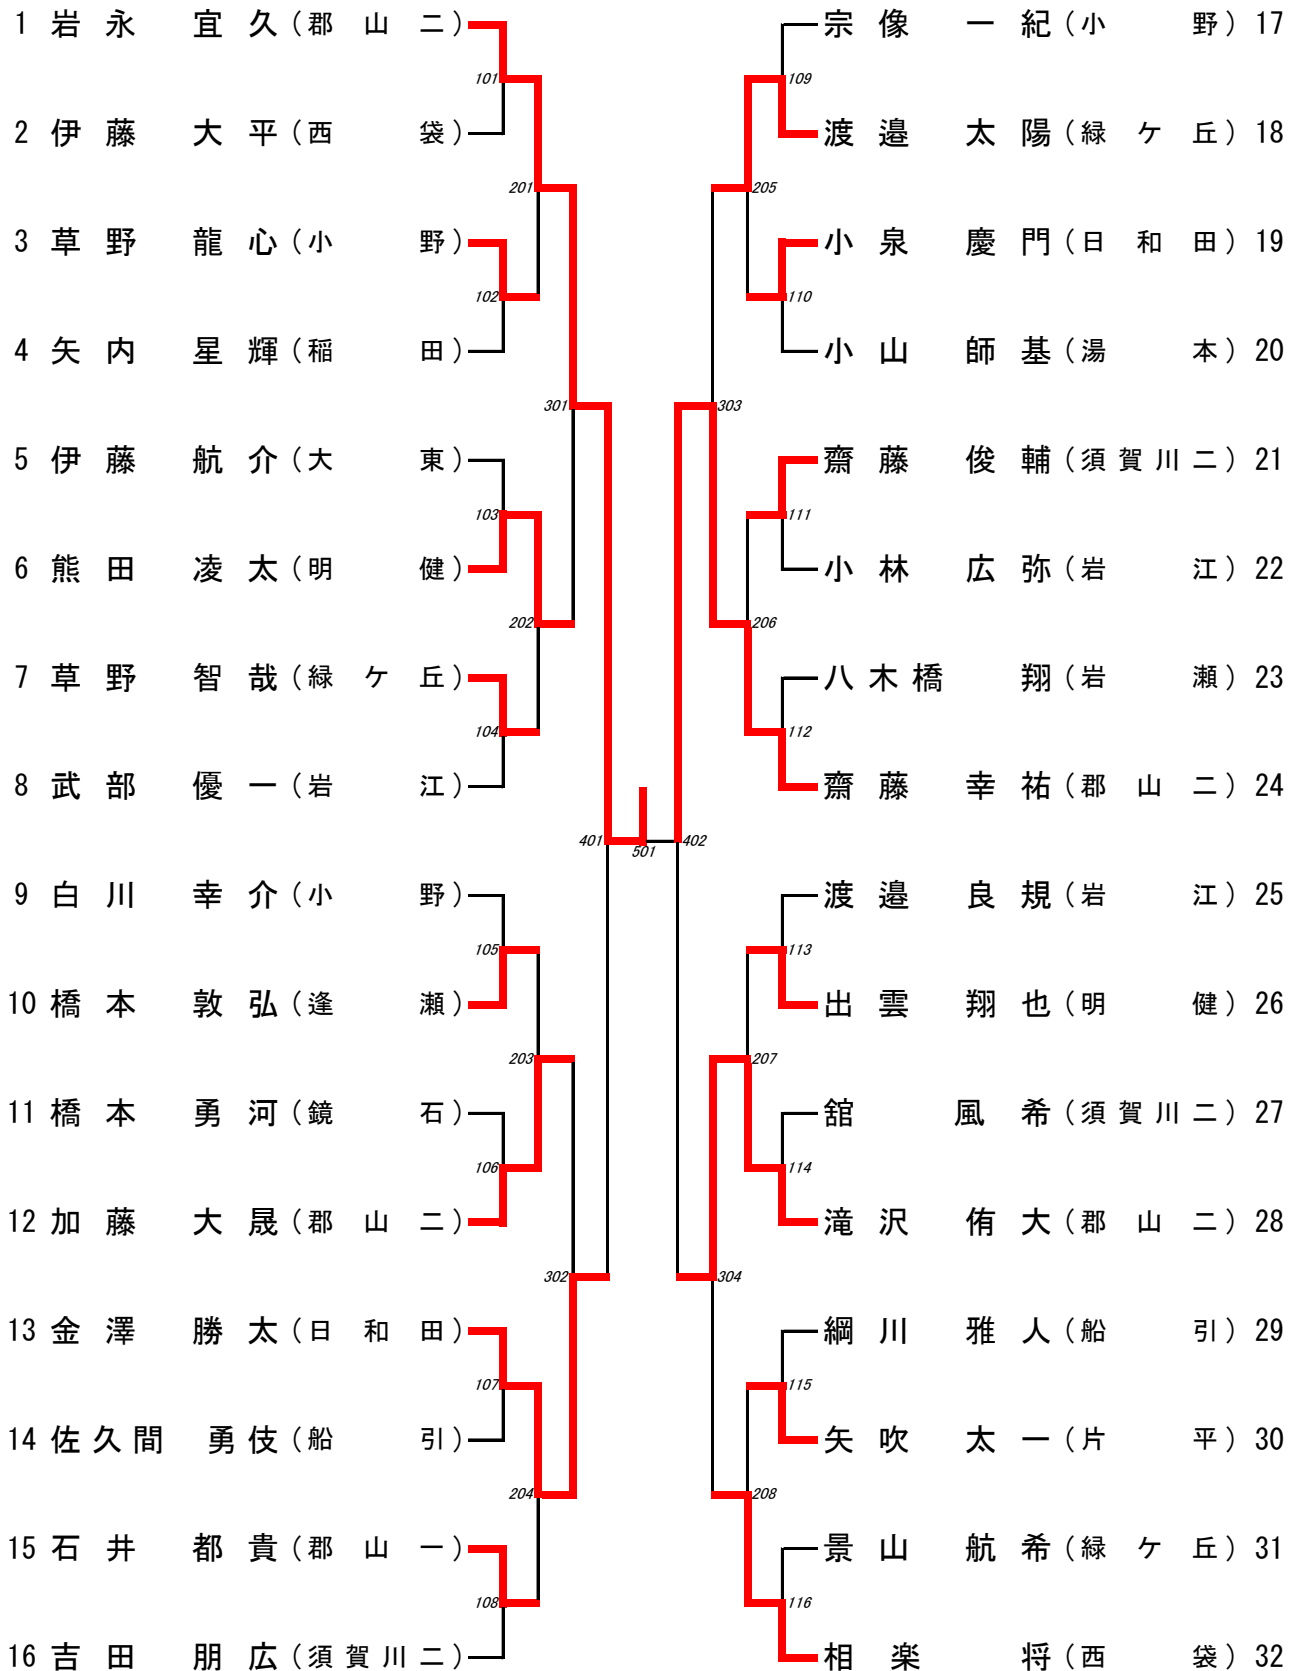 1 岩永 宜久 (郡山二)
101
2 伊藤 大平 (西袋)
201
3 草野 龍心 (小野)
102
4 矢内 星輝 (稲田)
301
5 伊藤 航介 (大東)
103
6 熊田 凌太 (明健)
202
7 草野 智哉 (緑ケ丘)
104
8 武部 優一 (岩江)
401
9 白川 幸介 (小野)
105
10 橋本 敦弘 (逢瀬)
203
11 橋本 勇河 (鏡石)
106
12 加藤 大晟 (郡山二)
302
13 金澤 勝太 (日和田)
107
14 佐久間 勇伎 (船引)
204
15 石井 都貴 (郡山一)
108
16 吉田 朋広 (須賀川二)
501
宗像 一紀 (小野) 17
109
渡邉 太陽 (緑ケ丘) 18
205
小泉 慶門 (日和田) 19
110
小山 師基 (湯本) 20
303
齋藤 俊輔 (須賀川二) 21
111
小林 広弥 (岩江) 22
206
八木橋 翔 (岩瀬) 23
112
齋藤 幸祐 (郡山二) 24
402
渡邉 良規 (岩江) 25
113
出雲 翔也 (明健) 26
207
舘 風希 (須賀川二) 27
114
滝沢 侑大 (郡山二) 28
304
綱川 雅人 (船引) 29
115
矢吹 太一 (片平) 30
208
景山 航希 (緑ケ丘) 31
116
相楽 将 (西袋) 32